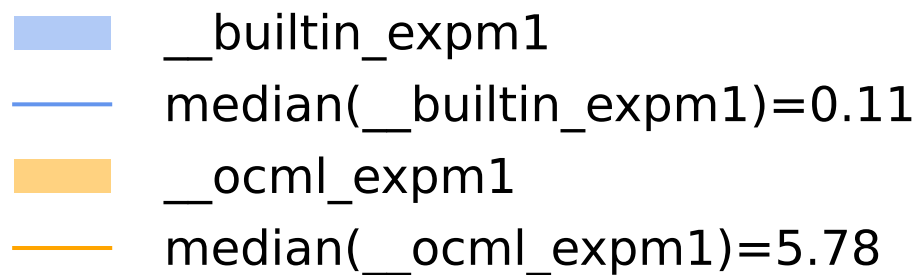 __builtin_expm1
median(__builtin_expm1)=0.11
__ocml_expm1
median(__ocml_expm1)=5.78